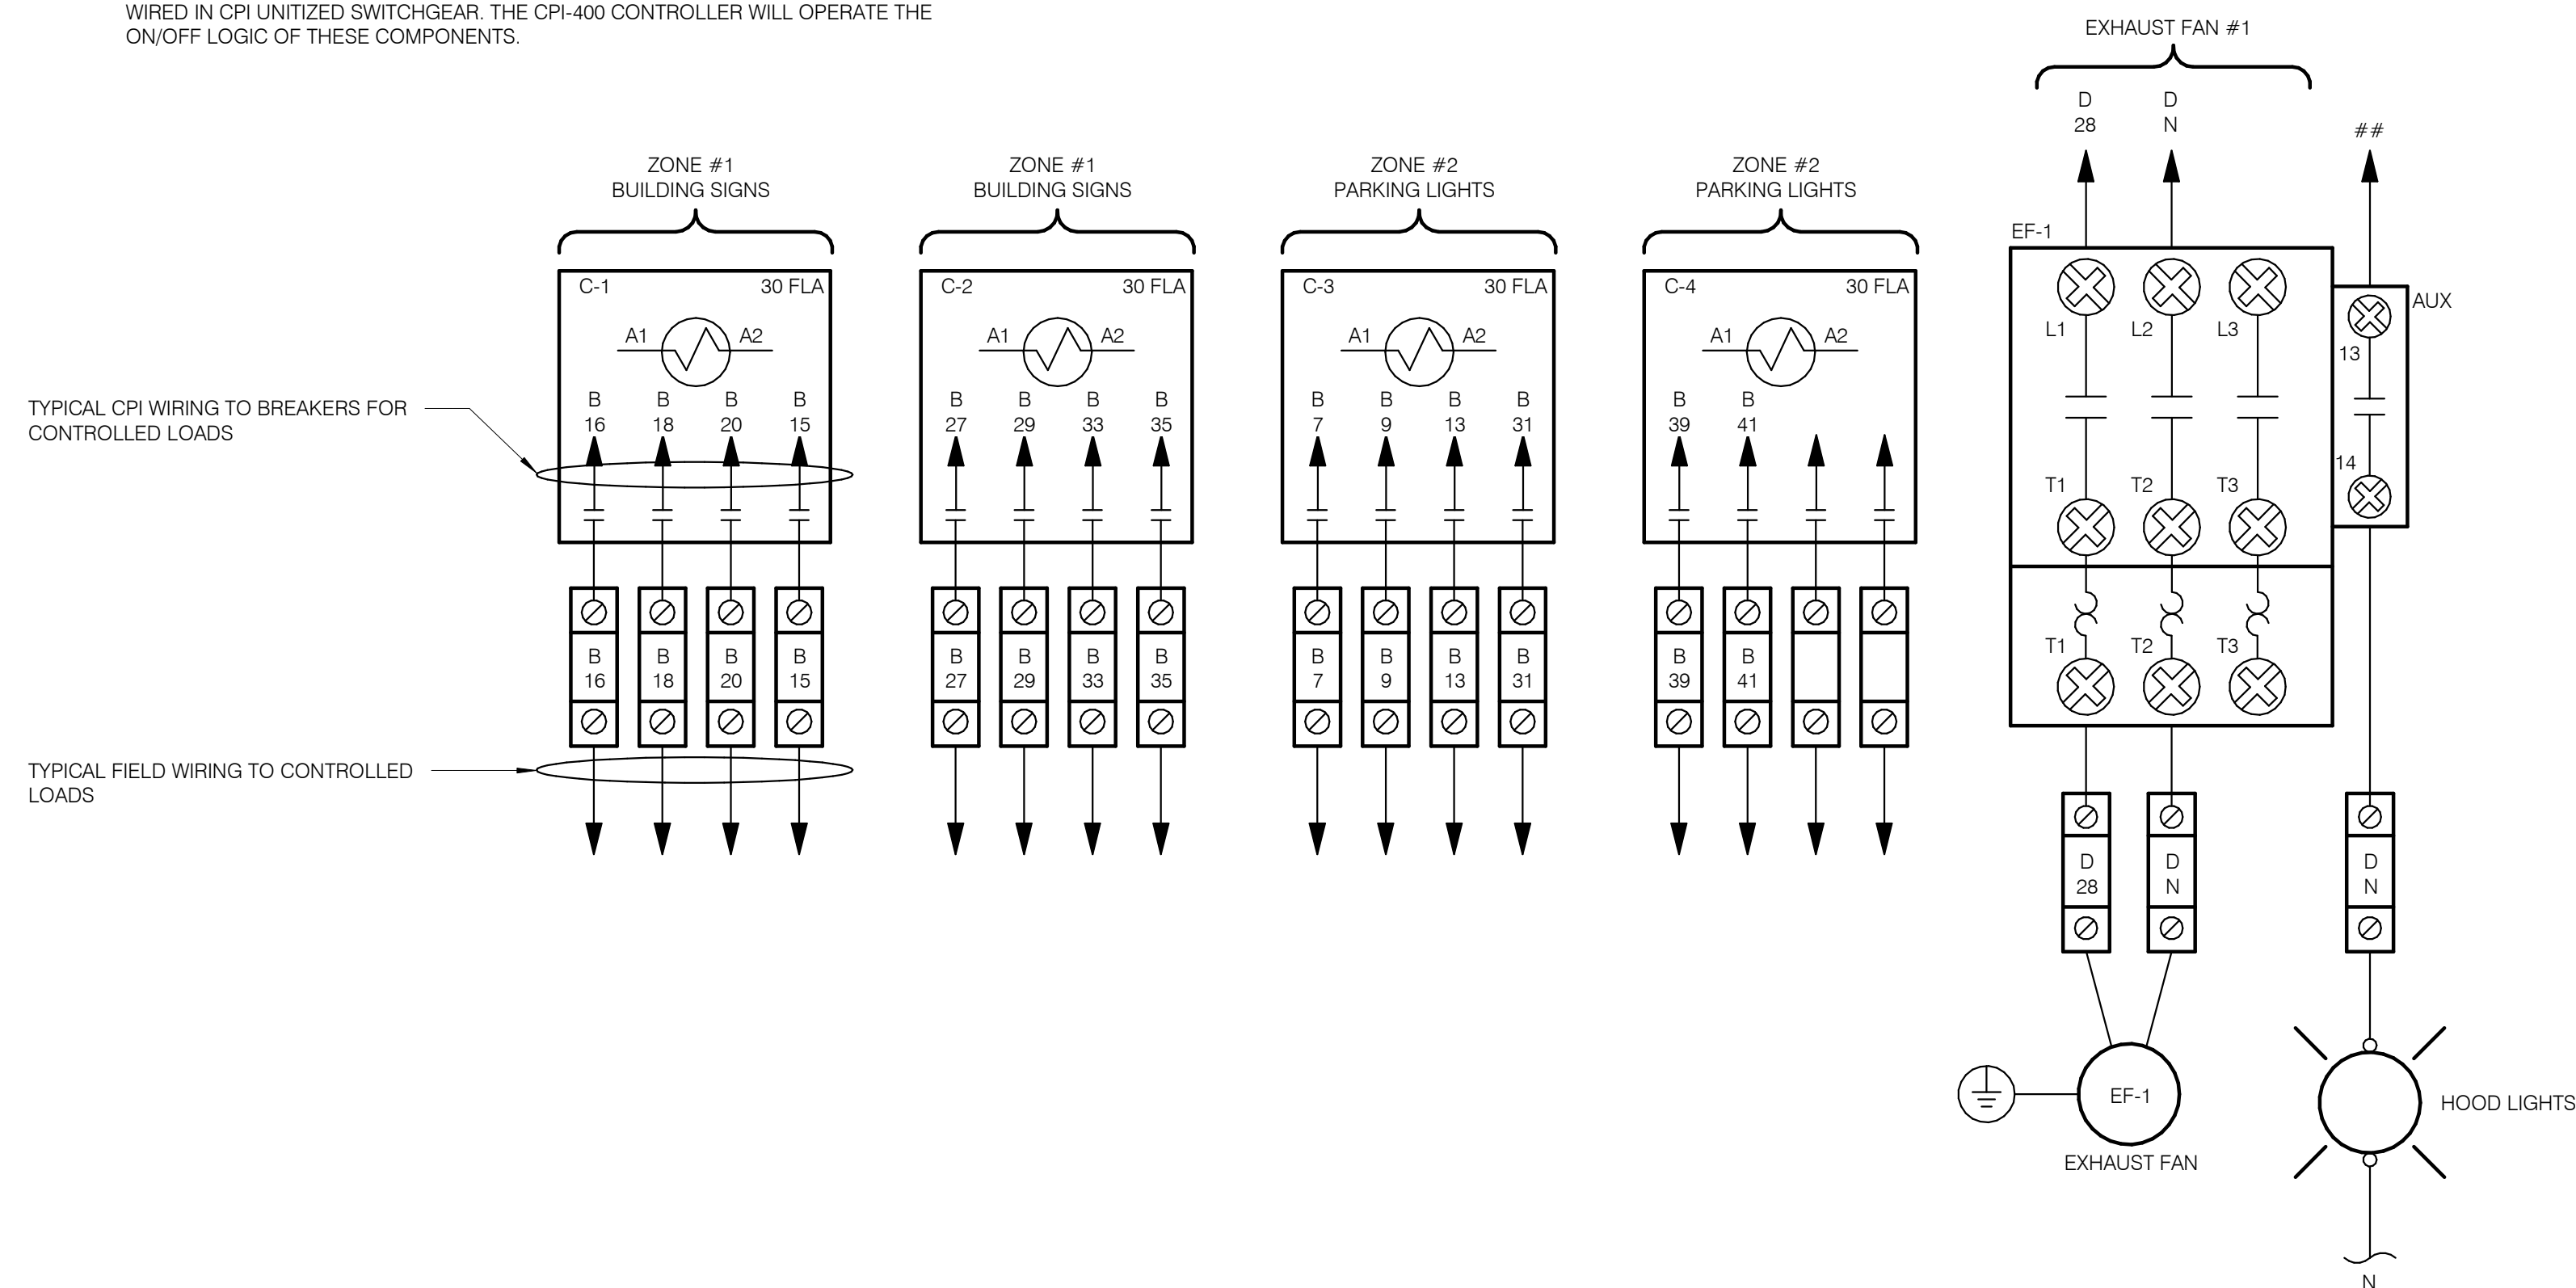 WIRED IN CPI UNITIZED SWITCHGEAR. THE CPI-400 CONTROLLER WILL OPERATE THE
ON/OFF LOGIC OF THESE COMPONENTS.
EXHAUST FAN #1
D D
28 N
##
ZONE #1
BUILDING SIGNS
ZONE #1
BUILDING SIGNS
ZONE #2
PARKING LIGHTS
ZONE #2
PARKING LIGHTS
C-1 30 FLA
A1 A2
B B B B
16 18 20 15
C-2 30 FLA
A1 A2
B B B B
27 29 33 35
C-3 30 FLA
A1 A2
B B B B
7 9 13 31
C-4 30 FLA
A1 A2
B B
39 41
TYPICAL CPI WIRING TO BREAKERS FOR
CONTROLLED LOADS
B B B B
16 18 20 15
B B B B
27 29 33 35
B B B B
7 9 13 31
B B
39 41
TYPICAL FIELD WIRING TO CONTROLLED
LOADS
EF-1
L1 L2 L3
T1 T2 T3
T1 T2 T3
AUX
13
14
D D D
28 N N
EF-1
EXHAUST FAN
HOOD LIGHTS
N